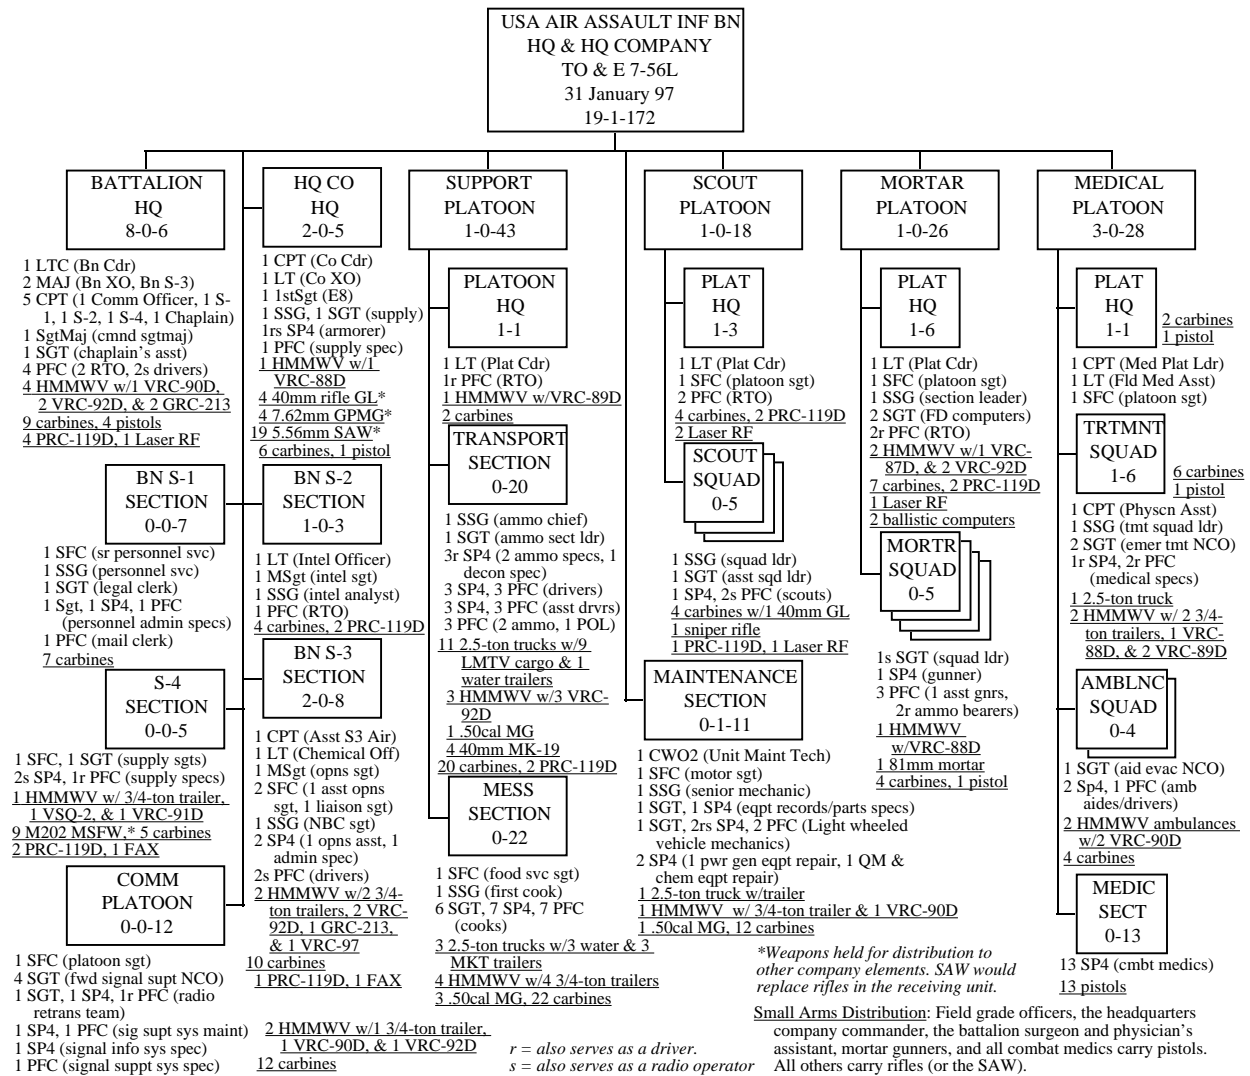 USA AIR ASSAULT INF BN
HQ & HQ COMPANY
TO & E 7-56L
31 January 97
19-1-172
BATTALION
HQ
8-0-6
1 LTC (Bn Cdr)
2 MAJ (Bn XO, Bn S-3)
5 CPT (1 Comm Officer, 1 S-
1, 1 S-2, 1 S-4, 1 Chaplain)
1 SgtMaj (cmnd sgtmaj)
1 SGT (chaplain's asst)
4 PFC (2 RTO, 2s drivers)
4 HMMWV w/1 VRC-90D,
2 VRC-92D, & 2 GRC-213
9 carbines, 4 pistols
4 PRC-119D, 1 Laser RF
HQ CO
HQ
2-0-5
1 CPT (Co Cdr)
1 LT (Co XO)
1 1stSgt (E8)
1 SSG, 1 SGT (supply)
1rs SP4 (armorer)
1 PFC (supply spec)
1 HMMWV w/1
VRC-88D
4 40mm rifle GL*
4 7.62mm GPMG*
19 5.56mm SAW*
6 carbines, 1 pistol
BN S-1
SECTION
0-0-7
1 SFC (sr personnel svc)
1 SSG (personnel svc)
1 SGT (legal clerk)
1 Sgt, 1 SP4, 1 PFC
(personnel admin specs)
1 PFC (mail clerk)
7 carbines
BN S-2
SECTION
1-0-3
1 LT (Intel Officer)
1 MSgt (intel sgt)
1 SSG (intel analyst)
1 PFC (RTO)
4 carbines, 2 PRC-119D
S-4
SECTION
0-0-5
1 SFC, 1 SGT (supply sgts)
2s SP4, 1r PFC (supply specs)
1 HMMWV w/ 3/4-ton trailer,
1 VSQ-2, & 1 VRC-91D
9 M202 MSFW,* 5 carbines
2 PRC-119D, 1 FAX
BN S-3
SECTION
2-0-8
1 CPT (Asst S3 Air)
1 LT (Chemical Off)
1 MSgt (opns sgt)
2 SFC (1 asst opns
sgt, 1 liaison sgt)
1 SSG (NBC sgt)
2 SP4 (1 opns asst, 1
admin spec)
2s PFC (drivers)
2 HMMWV w/2 3/4-
ton trailers, 2 VRC-
92D, 1 GRC-213,
& 1 VRC-97
10 carbines
1 PRC-119D, 1 FAX
COMM
PLATOON
0-0-12
1 SFC (platoon sgt)
4 SGT (fwd signal supt NCO)
1 SGT, 1 SP4, 1r PFC (radio
retrans team)
1 SP4, 1 PFC (sig supt sys maint)
1 SP4 (signal info sys spec)
1 PFC (signal suppt sys spec)
2 HMMWV w/1 3/4-ton trailer,
1 VRC-90D, & 1 VRC-92D
12 carbines
SUPPORT
PLATOON
1-0-43
PLATOON
HQ
1-1
1 LT (Plat Cdr)
1r PFC (RTO)
1 HMMWV w/VRC-89D
2 carbines
TRANSPORT
SECTION
0-20
1 SSG (ammo chief)
1 SGT (ammo sect ldr)
3r SP4 (2 ammo specs, 1
decon spec)
3 SP4, 3 PFC (drivers)
3 SP4, 3 PFC (asst drvrs)
3 PFC (2 ammo, 1 POL)
11 2.5-ton trucks w/9
LMTV cargo & 1
water trailers
3 HMMWV w/3 VRC-
92D
1 .50cal MG
4 40mm MK-19
20 carbines, 2 PRC-119D
MESS
SECTION
0-22
1 SFC (food svc sgt)
1 SSG (first cook)
6 SGT, 7 SP4, 7 PFC
(cooks)
3 2.5-ton trucks w/3 water & 3
MKT trailers
4 HMMWV w/4 3/4-ton trailers
3 .50cal MG, 22 carbines
SCOUT
PLATOON
1-0-18
PLAT
HQ
1-3
1 LT (Plat Cdr)
1 SFC (platoon sgt)
2 PFC (RTO)
4 carbines, 2 PRC-119D
2 Laser RF
SCOUT
SQUAD
0-5
1 SSG (squad ldr)
1 SGT (asst sqd ldr)
1 SP4, 2s PFC (scouts)
4 carbines w/1 40mm GL
1 sniper rifle
1 PRC-119D, 1 Laser RF
MAINTENANCE
SECTION
0-1-11
1 CWO2 (Unit Maint Tech)
1 SFC (motor sgt)
1 SSG (senior mechanic)
1 SGT, 1 SP4 (eqpt records/parts specs)
1 SGT, 2rs SP4, 2 PFC (Light wheeled
vehicle mechanics)
2 SP4 (1 pwr gen eqpt repair, 1 QM &
chem eqpt repair)
1 2.5-ton truck w/trailer
1 HMMWV w/ 3/4-ton trailer & 1 VRC-90D
1 .50cal MG, 12 carbines
MORTAR
PLATOON
1-0-26
PLAT
HQ
1-6
1 LT (Plat Cdr)
1 SFC (platoon sgt)
1 SSG (section leader)
2 SGT (FD computers)
2r PFC (RTO)
2 HMMWV w/1 VRC-
87D, & 2 VRC-92D
7 carbines, 2 PRC-119D
1 Laser RF
2 ballistic computers
MORTR
SQUAD
0-5
1s SGT (squad ldr)
1 SP4 (gunner)
3 PFC (1 asst gnrs,
2r ammo bearers)
1 HMMWV
w/VRC-88D
1 81mm mortar
4 carbines, 1 pistol
MEDICAL
PLATOON
3-0-28
PLAT
HQ
1-1
2 carbines
1 pistol
1 CPT (Med Plat Ldr)
1 LT (Fld Med Asst)
1 SFC (platoon sgt)
TRTMNT
SQUAD
1-6
6 carbines
1 pistol
1 CPT (Physcn Asst)
1 SSG (tmt squad ldr)
2 SGT (emer tmt NCO)
1r SP4, 2r PFC
(medical specs)
1 2.5-ton truck
2 HMMWV w/ 2 3/4-
ton trailers, 1 VRC-
88D, & 2 VRC-89D
AMBLNC
SQUAD
0-4
1 SGT (aid evac NCO)
2 Sp4, 1 PFC (amb
aides/drivers)
2 HMMWV ambulances
w/2 VRC-90D
4 carbines
MEDIC
SECT
0-13
13 SP4 (cmbt medics)
13 pistols
*Weapons held for distribution to
other company elements. SAW would
replace rifles in the receiving unit.
Small Arms Distribution: Field grade officers, the headquarters
company commander, the battalion surgeon and physician's
assistant, mortar gunners, and all combat medics carry pistols.
All others carry rifles (or the SAW).
r = also serves as a driver.
s = also serves as a radio operator